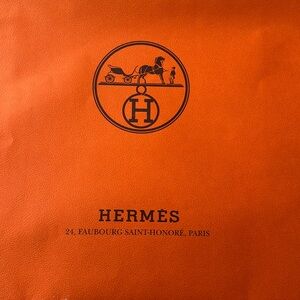 H
HERMÈS
24, FAUBOURG SAINT-HONORÉ, PARIS